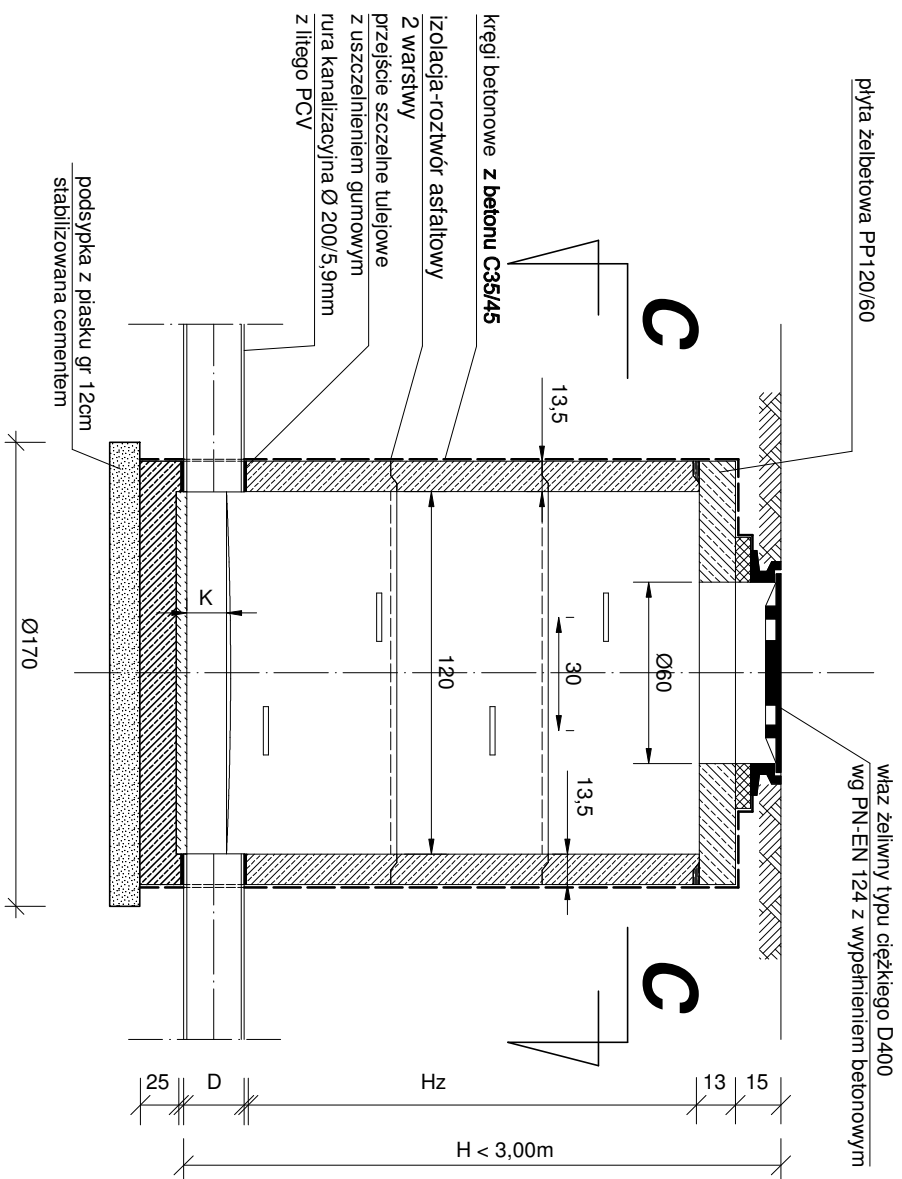 płyta żelbetowa PP120/60
właz żeliwny typu ciężkiego D400
wg PN-EN 124 z wypełnieniem betonowym
C
C
kręgi betonowe z betonu C35/45
izolacja-roztwór asfaltowy
2 warstwy
przejście szczelne tulejowe
z uszczelnieniem gumowym
rura kanalizacyjna Ø 200/5,9mm
z litego PCV
podsypka z piasku gr 12cm
stabilizowana cementem
13,5
Ø60
30
120
13,5
K
Ø170
25
D
Hz
13
15
H < 3,00m